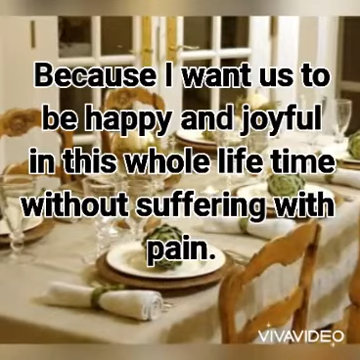 Because I want us to
be happy and joyful
in this whole life time
without suffering with
pain.
VIVAVIDEO